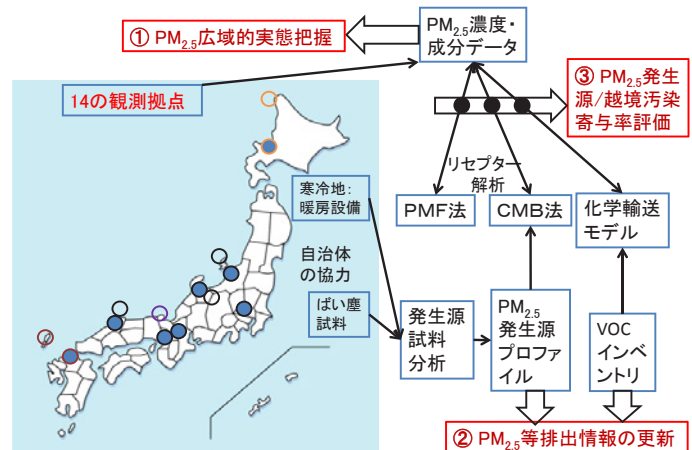 ① PM2.5広域的実態把握
PM2.5濃度・
成分データ
14の観測拠点
③ PM2.5発生
源/越境汚染
寄与率評価
リセプター
解析
寒冷地:
暖房設備
PMF法
CMB法
化学輸送
モデル
自治体
の協力
ばい塵
試料
発生源
試料
分析
PM2.5
発生源
プロファ
イル
VOC
インベ
ントリ
② PM2.5等排出情報の更新